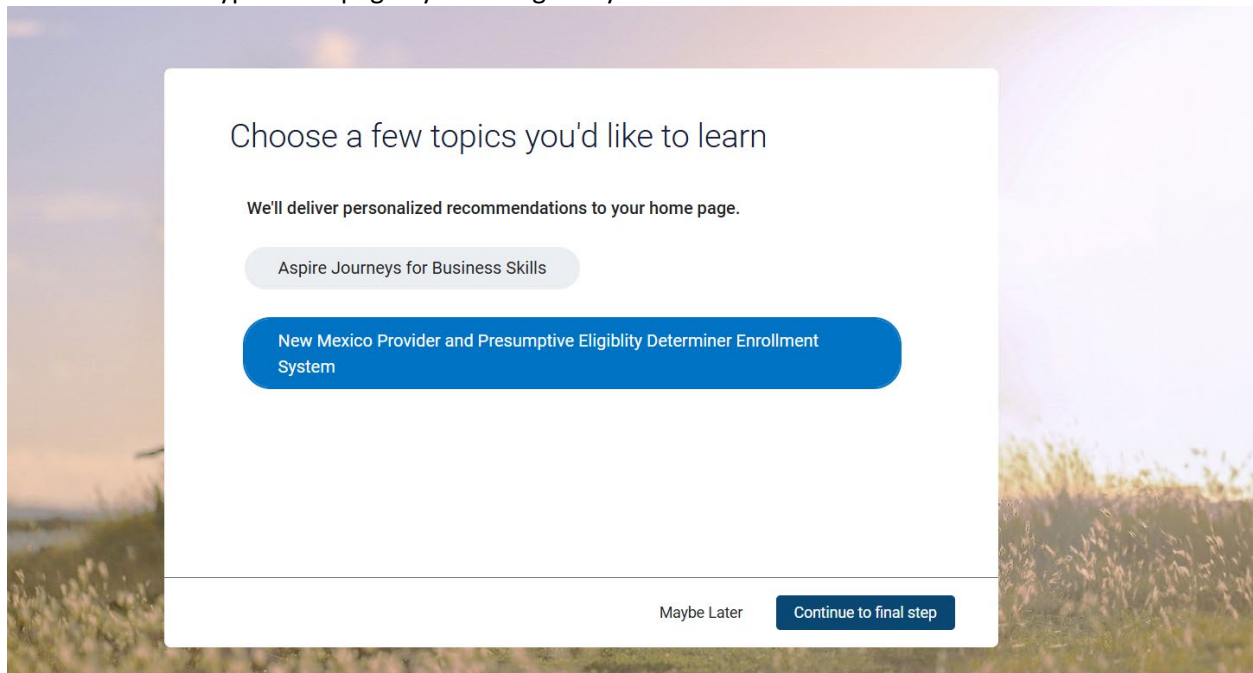 Choose a few topics you'd like to learn
We'll deliver personalized recommendations to your home page.
Aspire Journeys for Business Skills
New Mexico Provider and Presumptive Eligiblity Determiner Enrollment
System
Maybe Later
Continue to final step